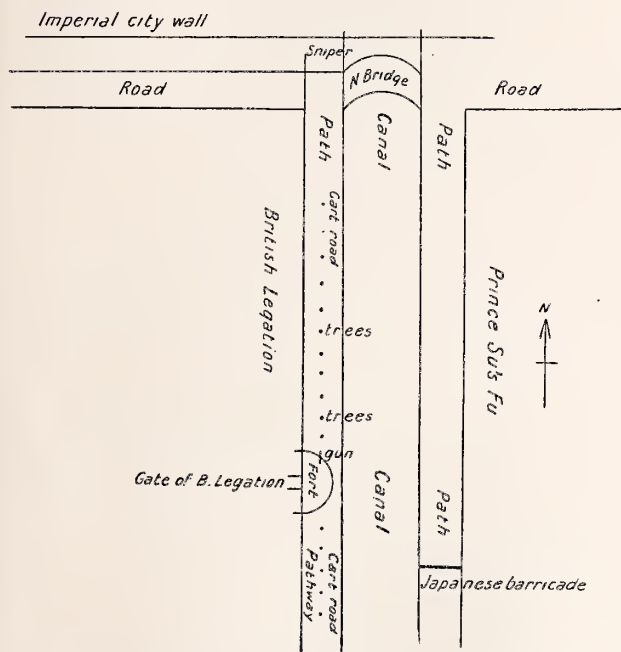 Imperial city wall
Sniper
Road
N Bridge
Road
Path
Canal
Path
Cart road
British Legation
Prince Su's Fu
N
trees
trees
gun
Gate of B. Legation
Fort
Canal
Path
Cart road
Pathway
Japanese barricade